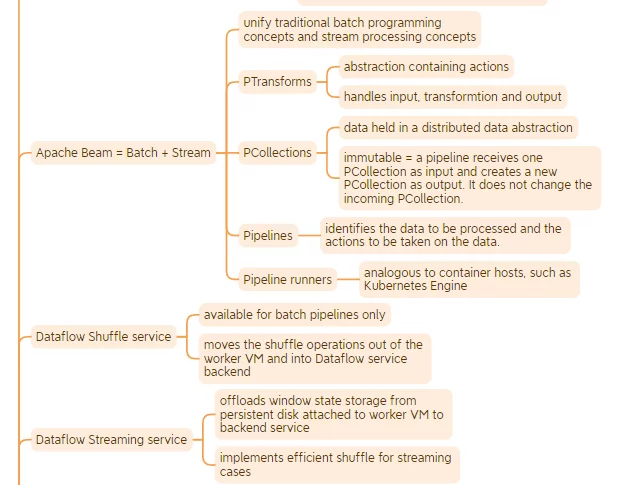 unify traditional batch programming
concepts and stream processing concepts
PTransforms
abstraction containing actions
handles input, transformtion and output
Apache Beam = Batch + Stream
PCollections
data held in a distributed data abstraction
immutable = a pipeline receives one
PCollection as input and creates a new
PCollection as output. It does not change the
incoming PCollection.
Pipelines
identifies the data to be processed and the
actions to be taken on the data.
Pipeline runners
analogous to container hosts, such as
Kubernetes Engine
Dataflow Shuffle service
available for batch pipelines only
moves the shuffle operations out of the
worker VM and into Dataflow service
backend
Dataflow Streaming service
offloads window state storage from
persistent disk attached to worker VM to
backend service
implements efficient shuffle for streaming
cases